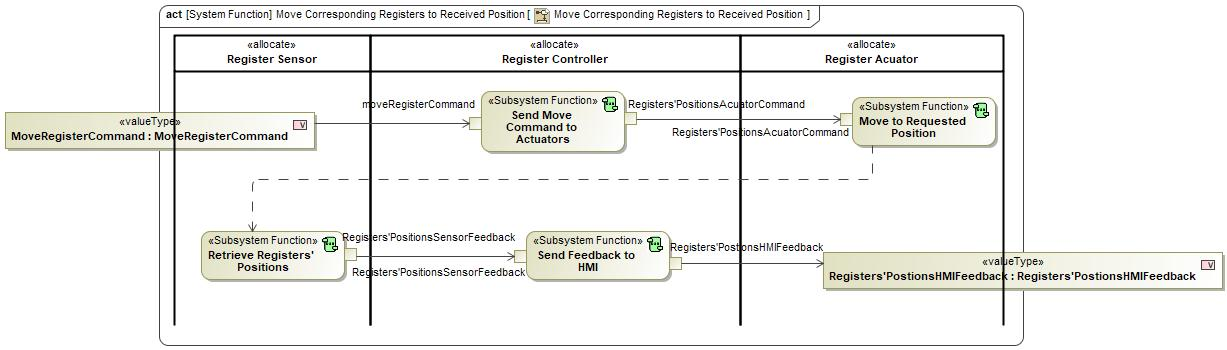 act [System Function] Move Corresponding Registers to Received Position [ Move Corresponding Registers to Received Position ]
«allocate»
Register Sensor
«allocate»
Register Controller
«allocate»
Register Acuator
«valueType»
MoveRegisterCommand : MoveRegisterCommand
V
moveRegisterCommand
«Subsystem Function»
Send Move
Command to
Actuators
Registers'PositionsAcuatorCommand
Registers'PositionsAcuatorCommand
«Subsystem Function»
Move to Requested
Position
«Subsystem Function»
Retrieve Registers'
Positions
Registers'PositionsSensorFeedback
Registers'PositionsSensorFeedback
«Subsystem Function»
Send Feedback to
HMI
Registers'PostionsHMIFeedback
«valueType»
Registers'PostionsHMIFeedback : Registers'PostionsHMIFeedback
V